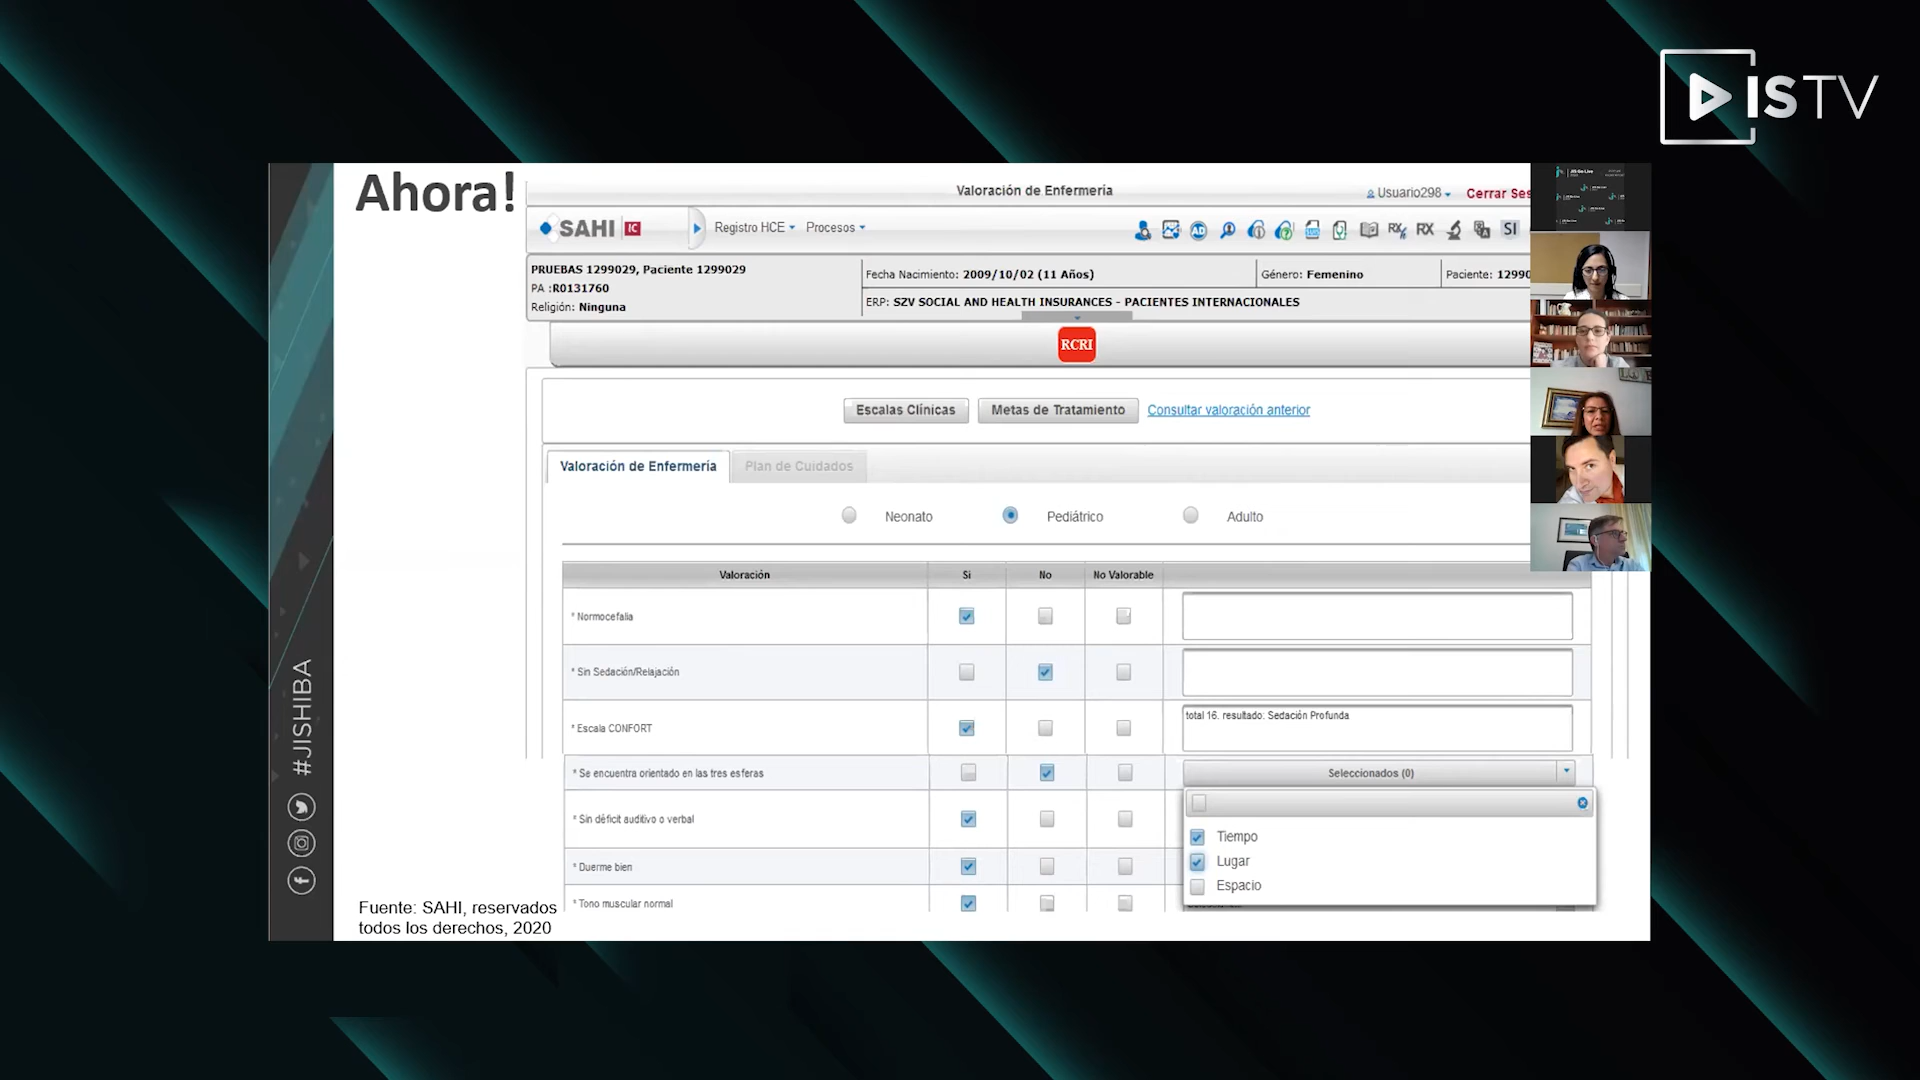 ISTV
Ahora!
Valoración de Enfermería
Usuario298
Cerrar Ses
SAHI IC
Registro HCE
Procesos
AD
RX
RX
SI
PRUEBAS 1299029, Paciente 1299029
PA :R0131760
Religión: Ninguna
Fecha Nacimiento: 2009/10/02 (11 Años)
Género: Femenino
Paciente: 1299
ERP: SZV SOCIAL AND HEALTH INSURANCES - PACIENTES INTERNACIONALES
RCRI
Escalas Clínicas
Metas de Tratamiento
Consultar valoración anterior
Valoración de Enfermería
Plan de Cuidados
Neonato
Pediátrico
Adulto
Valoración
Si
No
No Valorable
* Normocefalia
* Sin Sedación/Relajación
* Escala CONFORT
total 16. resultado: Sedación Profunda
* Se encuentra orientado en las tres esferas
Seleccionados (0)
* Sin déficit auditivo o verbal
Tiempo
Lugar
Espacio
* Duerme bien
* Tono muscular normal
#JISHIBA
Fuente: SAHI, reservados
todos los derechos, 2020